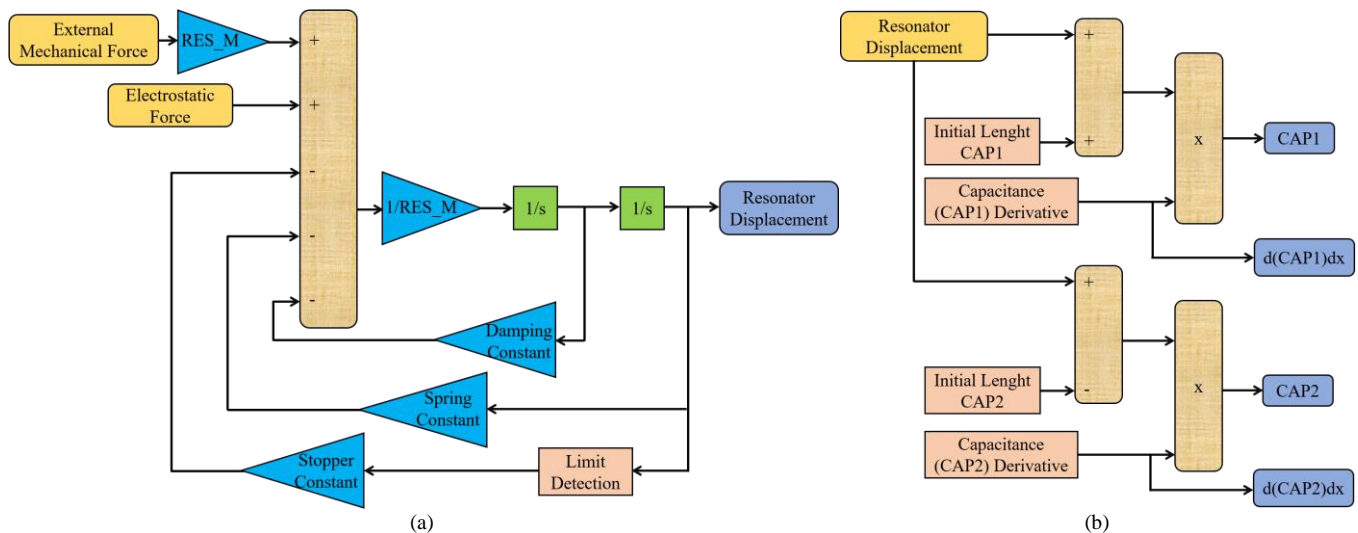 External
Mechanical Force
RES_M
+
Electrostatic
Force
+
-
1/RES_M
1/s
1/s
Resonator
Displacement
-
-
Damping
Constant
Spring
Constant
Stopper
Constant
Limit
Detection
(a)
Resonator
Displacement
+
Initial Lenght
CAP1
+
x
CAP1
Capacitance
(CAP1) Derivative
d(CAP1)dx
+
Initial Lenght
CAP2
-
x
CAP2
Capacitance
(CAP2) Derivative
d(CAP2)dx
(b)